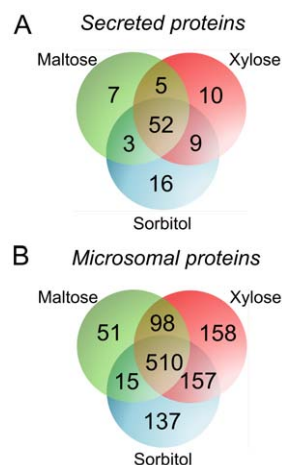 A Secreted proteins
Maltose Xylose
7 5 10
52
3 9
16
Sorbitol
B Microsomal proteins
Maltose Xylose
51 98 158
510
15 157
137
Sorbitol